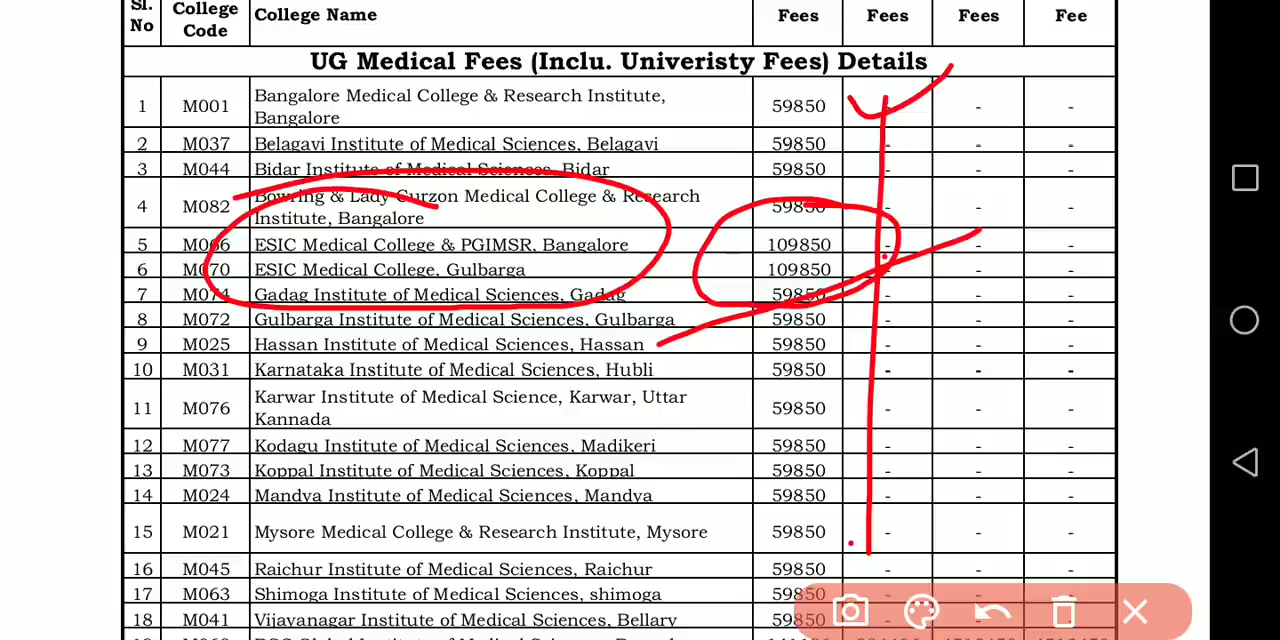 Sl. No College Code College Name Fees Fees Fees Fee
UG Medical Fees (Inclu. Univeristy Fees) Details
1 M001 Bangalore Medical College & Research Institute, Bangalore 59850 - - -
2 M037 Belagavi Institute of Medical Sciences, Belagavi 59850 - - -
3 M044 Bidar Institute of Medical Sciences, Bidar 59850 - - -
4 M082 Bowring & Lady Curzon Medical College & Research Institute, Bangalore 59850 - - -
5 M066 ESIC Medical College & PGIMSR, Bangalore 109850 - - -
6 M070 ESIC Medical College, Gulbarga 109850 - - -
7 M074 Gadag Institute of Medical Sciences, Gadag 59850 - - -
8 M072 Gulbarga Institute of Medical Sciences, Gulbarga 59850 - - -
9 M025 Hassan Institute of Medical Sciences, Hassan 59850 - - -
10 M031 Karnataka Institute of Medical Sciences, Hubli 59850 - - -
11 M076 Karwar Institute of Medical Science, Karwar, Uttar Kannada 59850 - - -
12 M077 Kodagu Institute of Medical Sciences, Madikeri 59850 - - -
13 M073 Koppal Institute of Medical Sciences, Koppal 59850 - - -
14 M024 Mandya Institute of Medical Sciences, Mandya 59850 - - -
15 M021 Mysore Medical College & Research Institute, Mysore 59850 - - -
16 M045 Raichur Institute of Medical Sciences, Raichur 59850 - - -
17 M063 Shimoga Institute of Medical Sciences, shimoga 59850 - - -
18 M041 Vijayanagar Institute of Medical Sciences, Bellary 59850 - - -